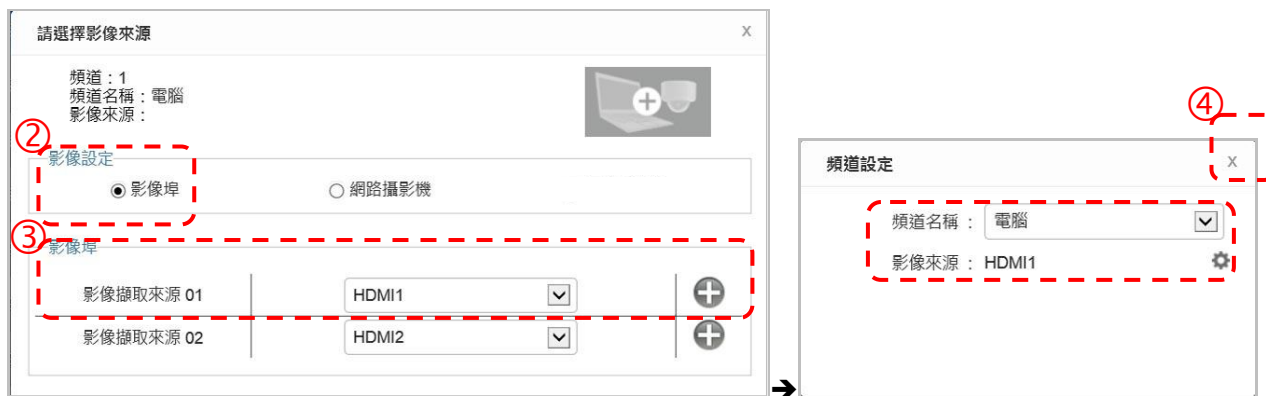 請選擇影像來源 x
頻道：1
頻道名稱：電腦
影像來源：
②
影像設定
影像埠 網路攝影機
③
影像埠
影像擷取來源 01 HDMI1
影像擷取來源 02 HDMI2
➔
④
頻道設定 x
頻道名稱： 電腦
影像來源： HDMI1